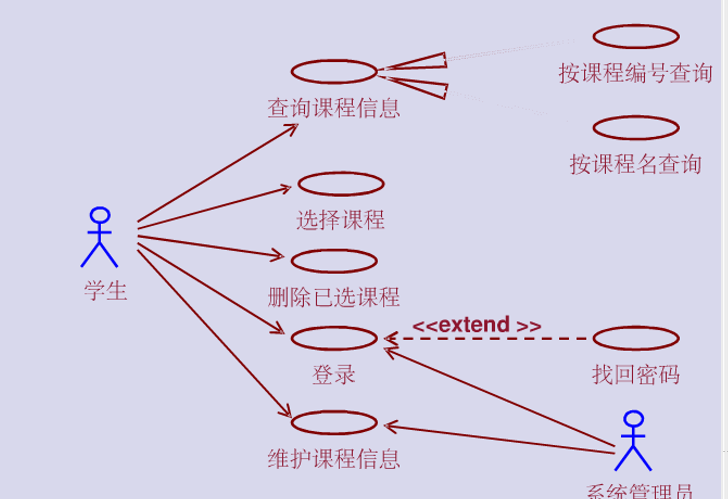 按课程编号查询
查询课程信息
按课程名查询
选择课程
学生
删除已选课程
<<extend >>
登录
找回密码
维护课程信息
系统管理员